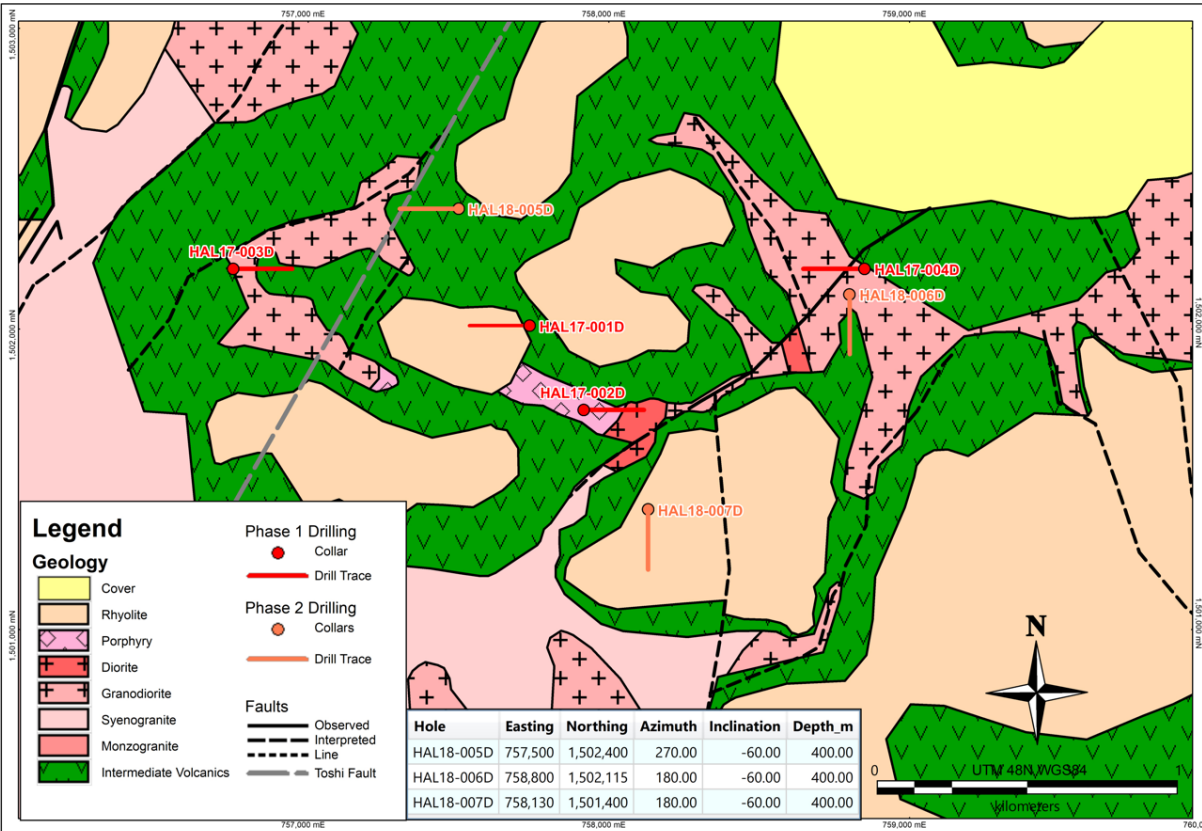 757,000 mE
758,000 mE
759,000 mE
1,503,000 mN
HAL18-005D
HAL17-003D
HAL17-004D
HAL18-006D
1,502,000 mN
1,502,000 mN
HAL17-001D
HAL17-002D
HAL18-007D
Legend
Geology
Cover
Rhyolite
Porphyry
Diorite
Granodiorite
Syenogranite
Monzogranite
Intermediate Volcanics
Phase 1 Drilling
Collar
Drill Trace
Phase 2 Drilling
Collars
Drill Trace
Faults
Observed
Interpreted
Line
Toshi Fault
1,501,000 mN
1,501,000 mN
N
Hole Easting Northing Azimuth Inclination Depth_m
HAL18-005D 757,500 1,502,400 270.00 -60.00 400.00
HAL18-006D 758,800 1,502,115 180.00 -60.00 400.00
HAL18-007D 758,130 1,501,400 180.00 -60.00 400.00
0 UTM 48N WGS84 1
kilometers
757,000 mE
758,000 mE
759,000 mE